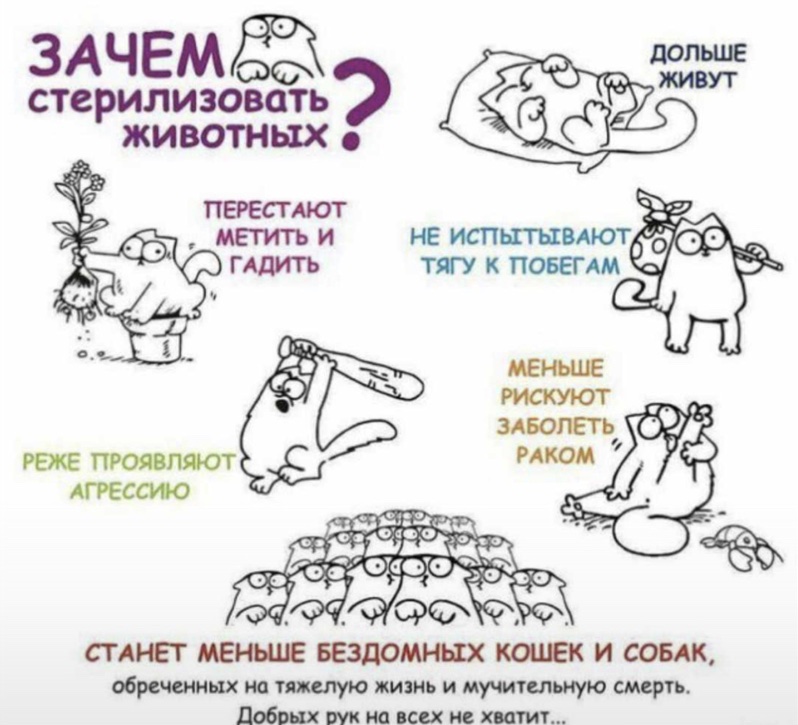 ЗАЧЕМ
стерилизовать
животных?
ДОЛЬШЕ
ЖИВУТ
ПЕРЕСТАЮТ
МЕТИТЬ И
ГАДИТЬ
НЕ ИСПЫТЫВАЮТ
ТЯГУ К ПОБЕГАМ
МЕНЬШЕ
РИСКУЮТ
ЗАБОЛЕТЬ
РАКОМ
РЕЖЕ ПРОЯВЛЯЮТ
АГРЕССИЮ
СТАНЕТ МЕНЬШЕ БЕЗДОМНЫХ КОШЕК И СОБАК,
обреченных на тяжелую жизнь и мучительную смерть.
Добрых рук на всех не хватит...